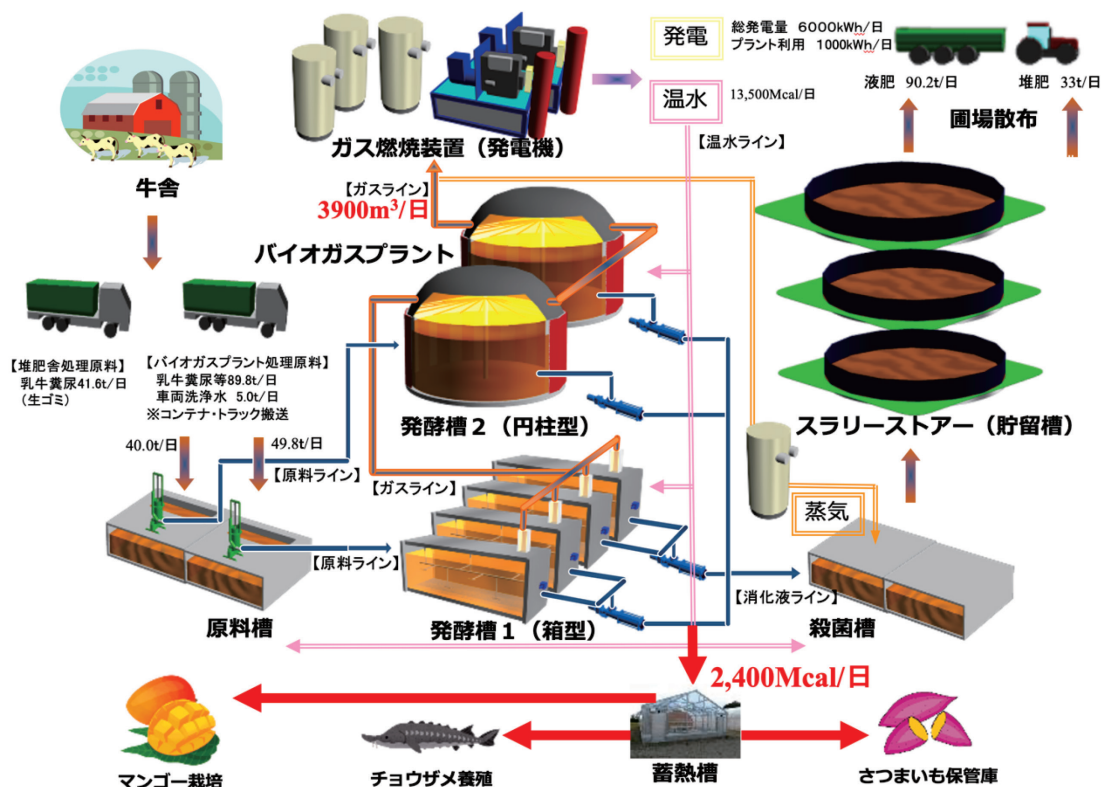 発電
総発電量 6000kWh/日
プラント利用 1000kWh/日
温水
13,500Mcal/日
液肥 90.2t/日
堆肥 33t/日
圃場散布
【温水ライン】
ガス燃焼装置（発電機）
牛舎
【ガスライン】
3900m³/日
バイオガスプラント
【堆肥舎処理原料】
乳牛糞尿41.6t/日
(生ゴミ)
【バイオガスプラント処理原料】
乳牛糞尿等89.8t/日
車両洗浄水 5.0t/日
※コンテナ・トラック搬送
発酵槽２（円柱型）
スラリーストアー（貯留槽）
40.0t/日
49.8t/日
【原料ライン】
【ガスライン】
蒸気
【原料ライン】
【消化液ライン】
原料槽
発酵槽１（箱型）
殺菌槽
2,400Mcal/日
マンゴー栽培
チョウザメ養殖
蓄熱槽
さつまいも保管庫